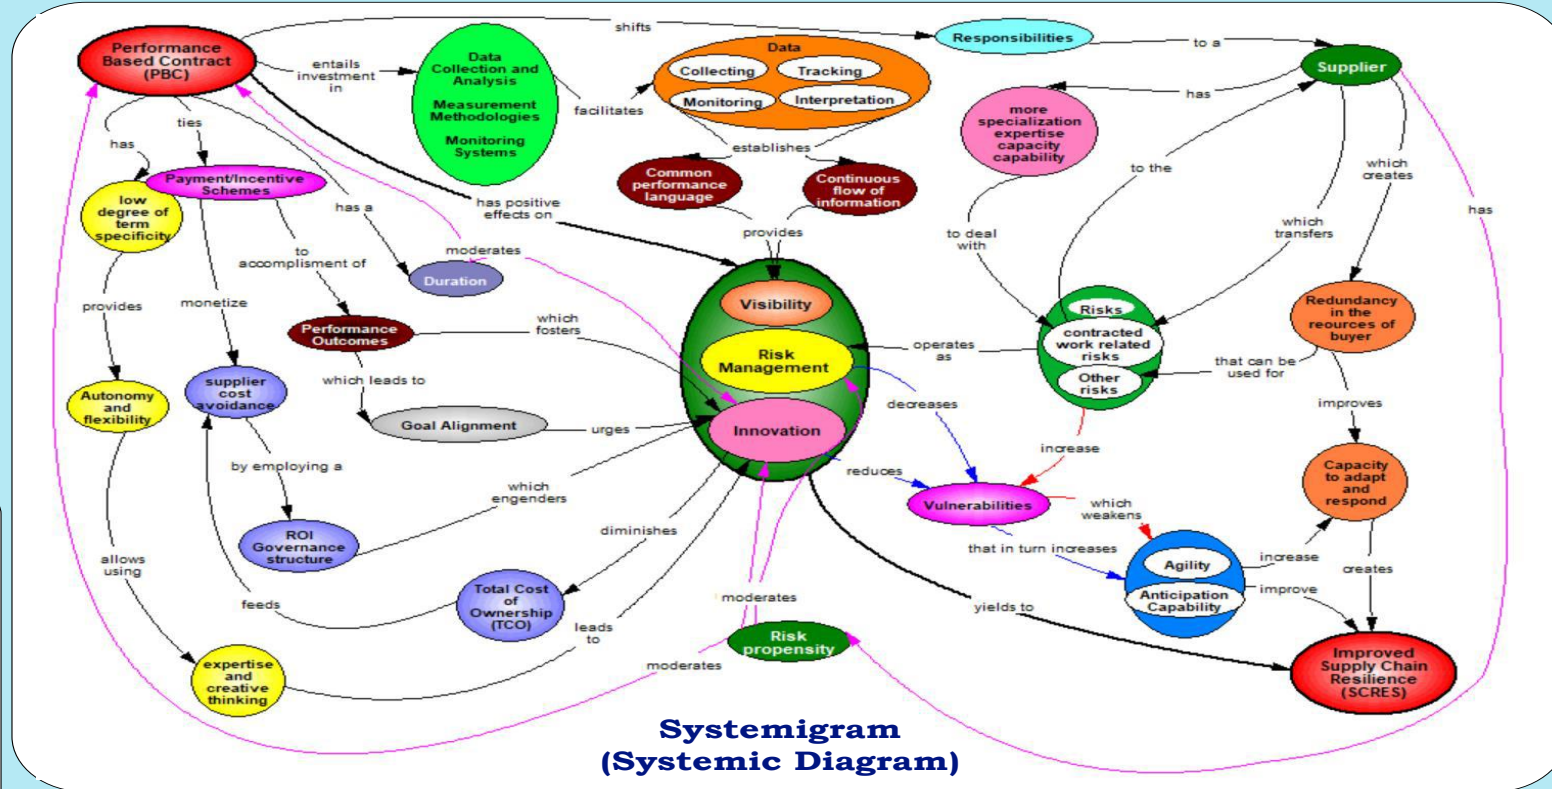 shifts
Performance
Based Contract
(PBC)
entails
investment
in
Data
Collection and
Analysis
Measurement
Methodologies
Monitoring
Systems
facilitates
Data
Collecting
Tracking
Monitoring
Interpretation
Responsibilities
to a
Supplier
has
more
specialization
expertise
capacity
capability
ties
has
Payment/Incentive
Schemes
low
degree of
term
specificity
has a
has positive
effects on
establishes
Common
performance
language
Continuous
flow of
information
provides
to the
which
creates
which
transfers
has
to deal
with
to
accomplishment of
moderates
Duration
provides
monetize
Performance
Outcomes
which
fosters
Visibility
Risk
Management
Innovation
operates
as
Risks
contracted
work related
risks
Other
risks
Redundancy
in the
reources of
buyer
that can be
used for
improves
which leads to
supplier
cost
avoidance
Autonomy
and
flexibility
Goal Alignment
urges
decreases
increase
reduces
Vulnerabilities
which
weakens
Capacity
to adapt
and
respond
by employing a
which
engenders
ROI
Governance
structure
diminishes
that in turn increases
Agility
Anticipation
Capability
increase
improve
creates
allows
using
feeds
Total Cost
of
Ownership
(TCO)
leads
to
moderates
yields to
Risk
propensity
moderates
expertise
and
creative
thinking
Improved
Supply Chain
Resilience
(SCRES)
Systemigram
(Systemic Diagram)